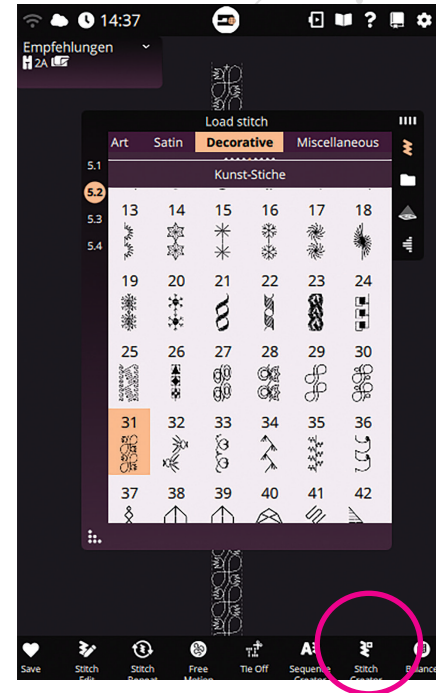 14:37
?
Empfehlungen
2A
Load stitch
Art Satin Decorative Miscellaneous
5.1
Kunst-Stiche
5.2
13 14 15 16 17 18
5.3
5.4
19 20 21 22 23 24
25 26 27 28 29 30
31 32 33 34 35 36
37 38 39 40 41 42
Save Stitch Edit Stitch Repeat Free Motion Tie Off Sequence Creator Stitch Creator Balance